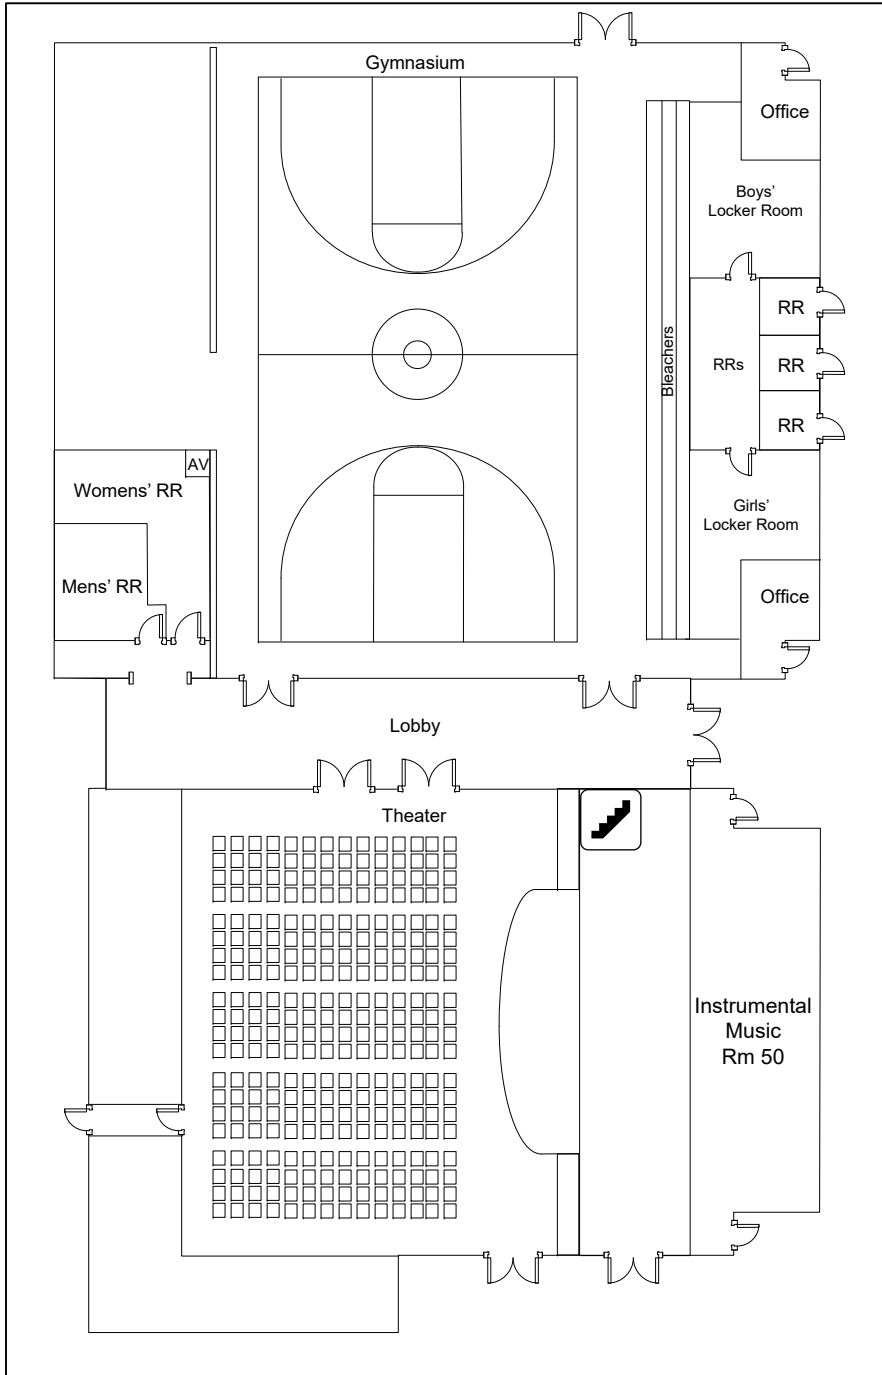 Gymnasium
Office
Boys’
Locker Room
RR
RRs
RR
RR
Bleachers
AV
Womens’ RR
Mens’ RR
Girls’
Locker Room
Office
Lobby
Theater
Instrumental
Music
Rm 50